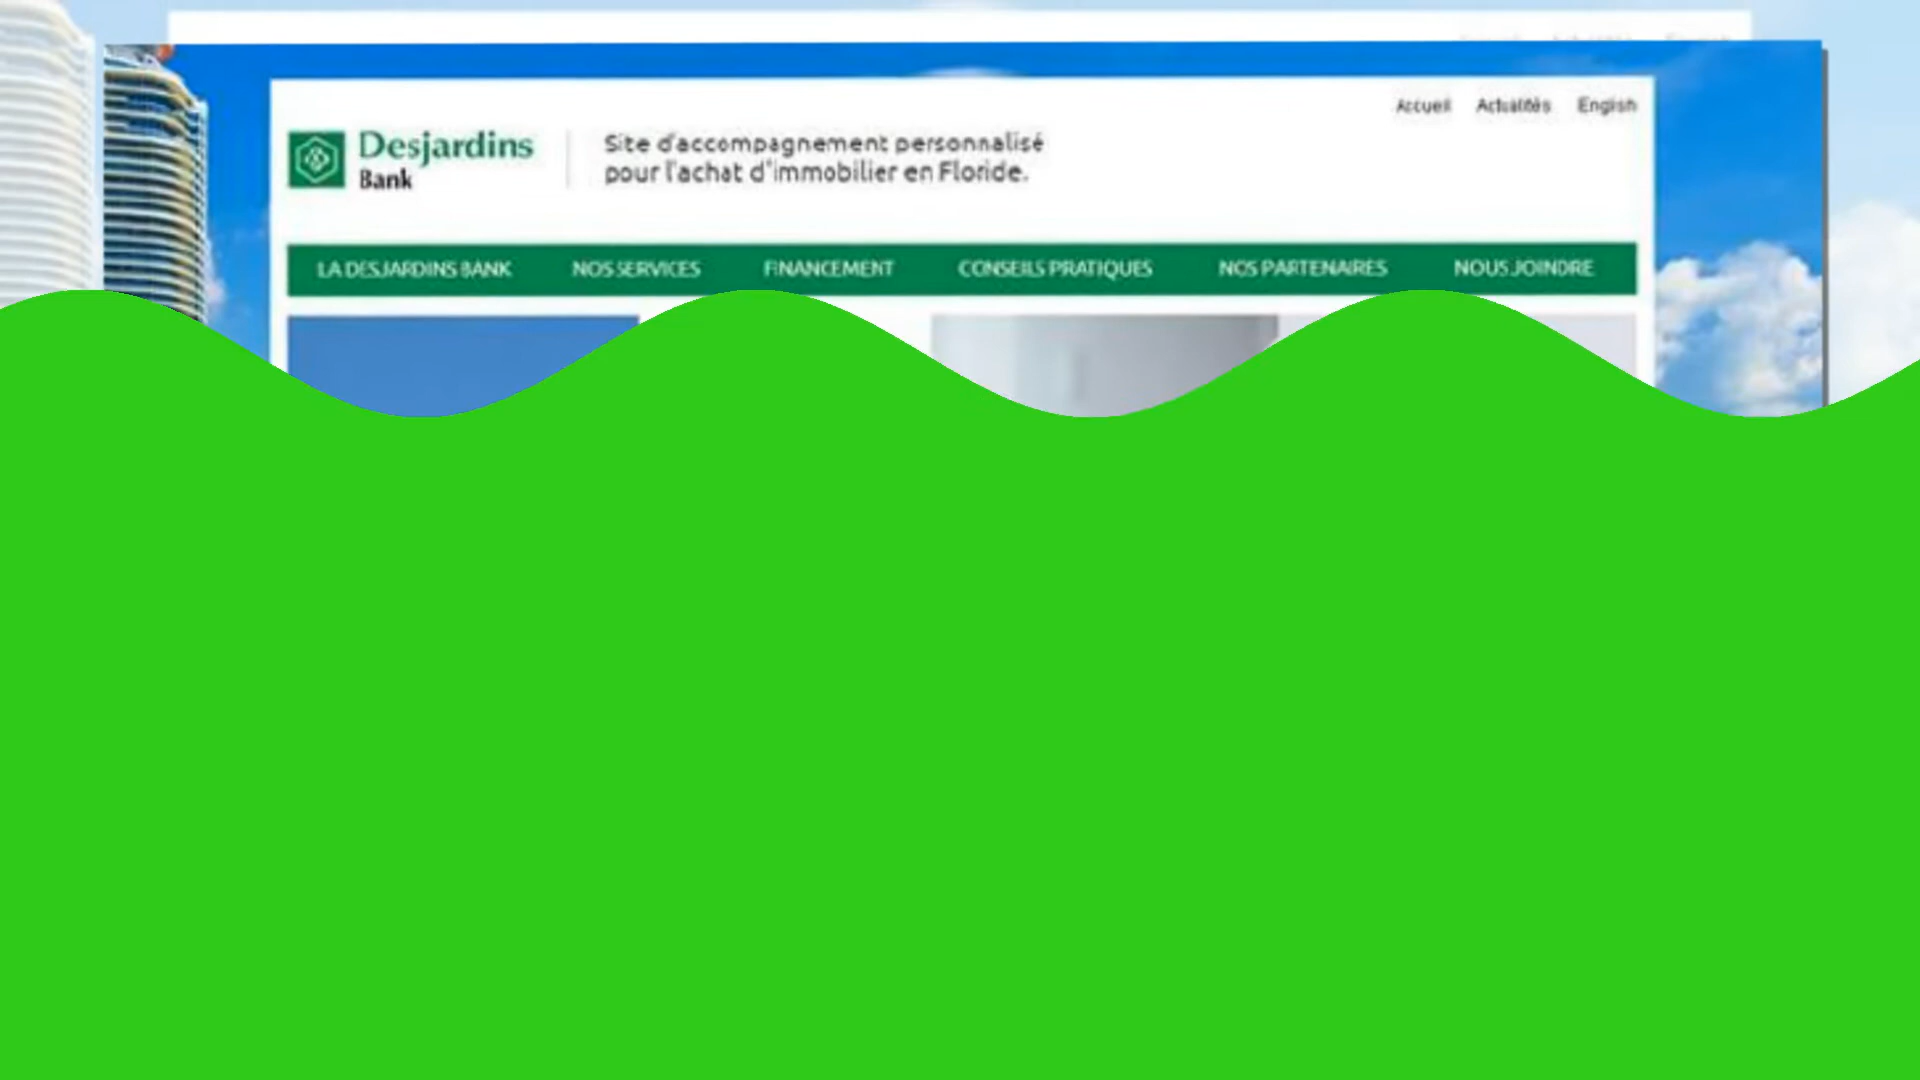 Accueil Actualités English
Desjardins
Bank
Site d'accompagnement personnalisé
pour l'achat d'immobilier en Floride.
LA DESJARDINS BANK NOS SERVICES FINANCEMENT CONSEILS PRATIQUES NOS PARTENAIRES NOUS JOINDRE